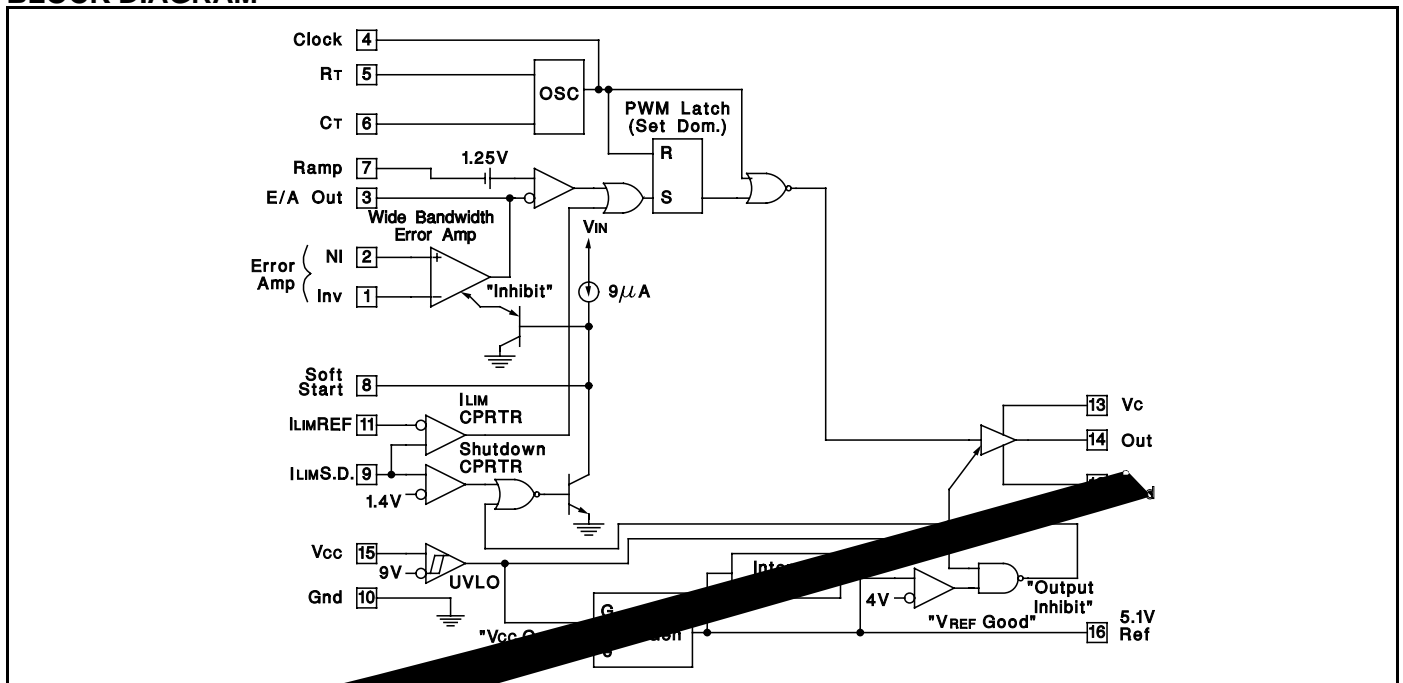 BLOCK DIAGRAM
Clock 4
RT 5
OSC
CT 6
PWM Latch
(Set Dom.)
R
S
Ramp 7
1.25V
E/A Out 3
Wide Bandwidth
Error Amp
VIN
Error
Amp
NI 2
+
Inv 1
−
"Inhibit"
9μA
Soft
Start 8
ILIMREF 11
ILIM
CPRTR
Shutdown
CPRTR
ILIMS.D. 9
1.4V
13 Vc
14 Out
Vcc 15
9V
UVLO
Gnd 10
4V
"Output
Inhibit"
"VREF Good"
"Vcc
16 5.1V
Ref